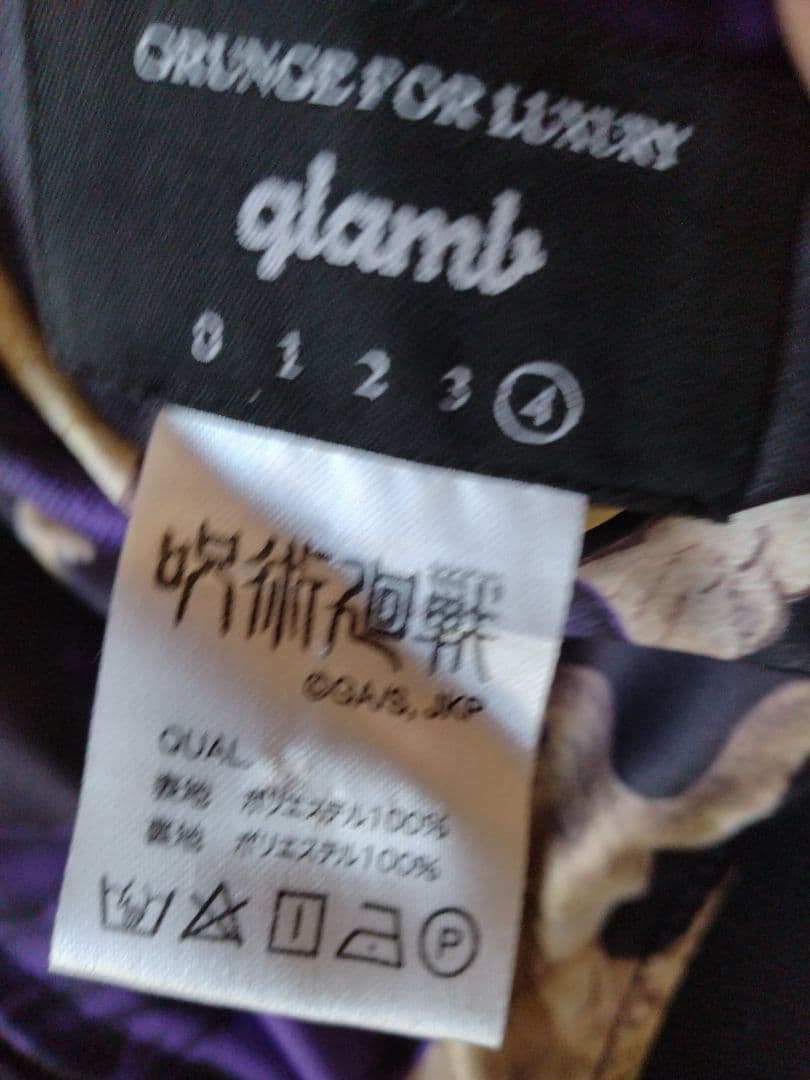 GRUNGE FOR LUXURY
glamb
0 1 2 3 4
呪術廻戦
©GA/S, JKP
QUAL.
表地 ポリエステル100%
裏地 ポリエステル100%
P